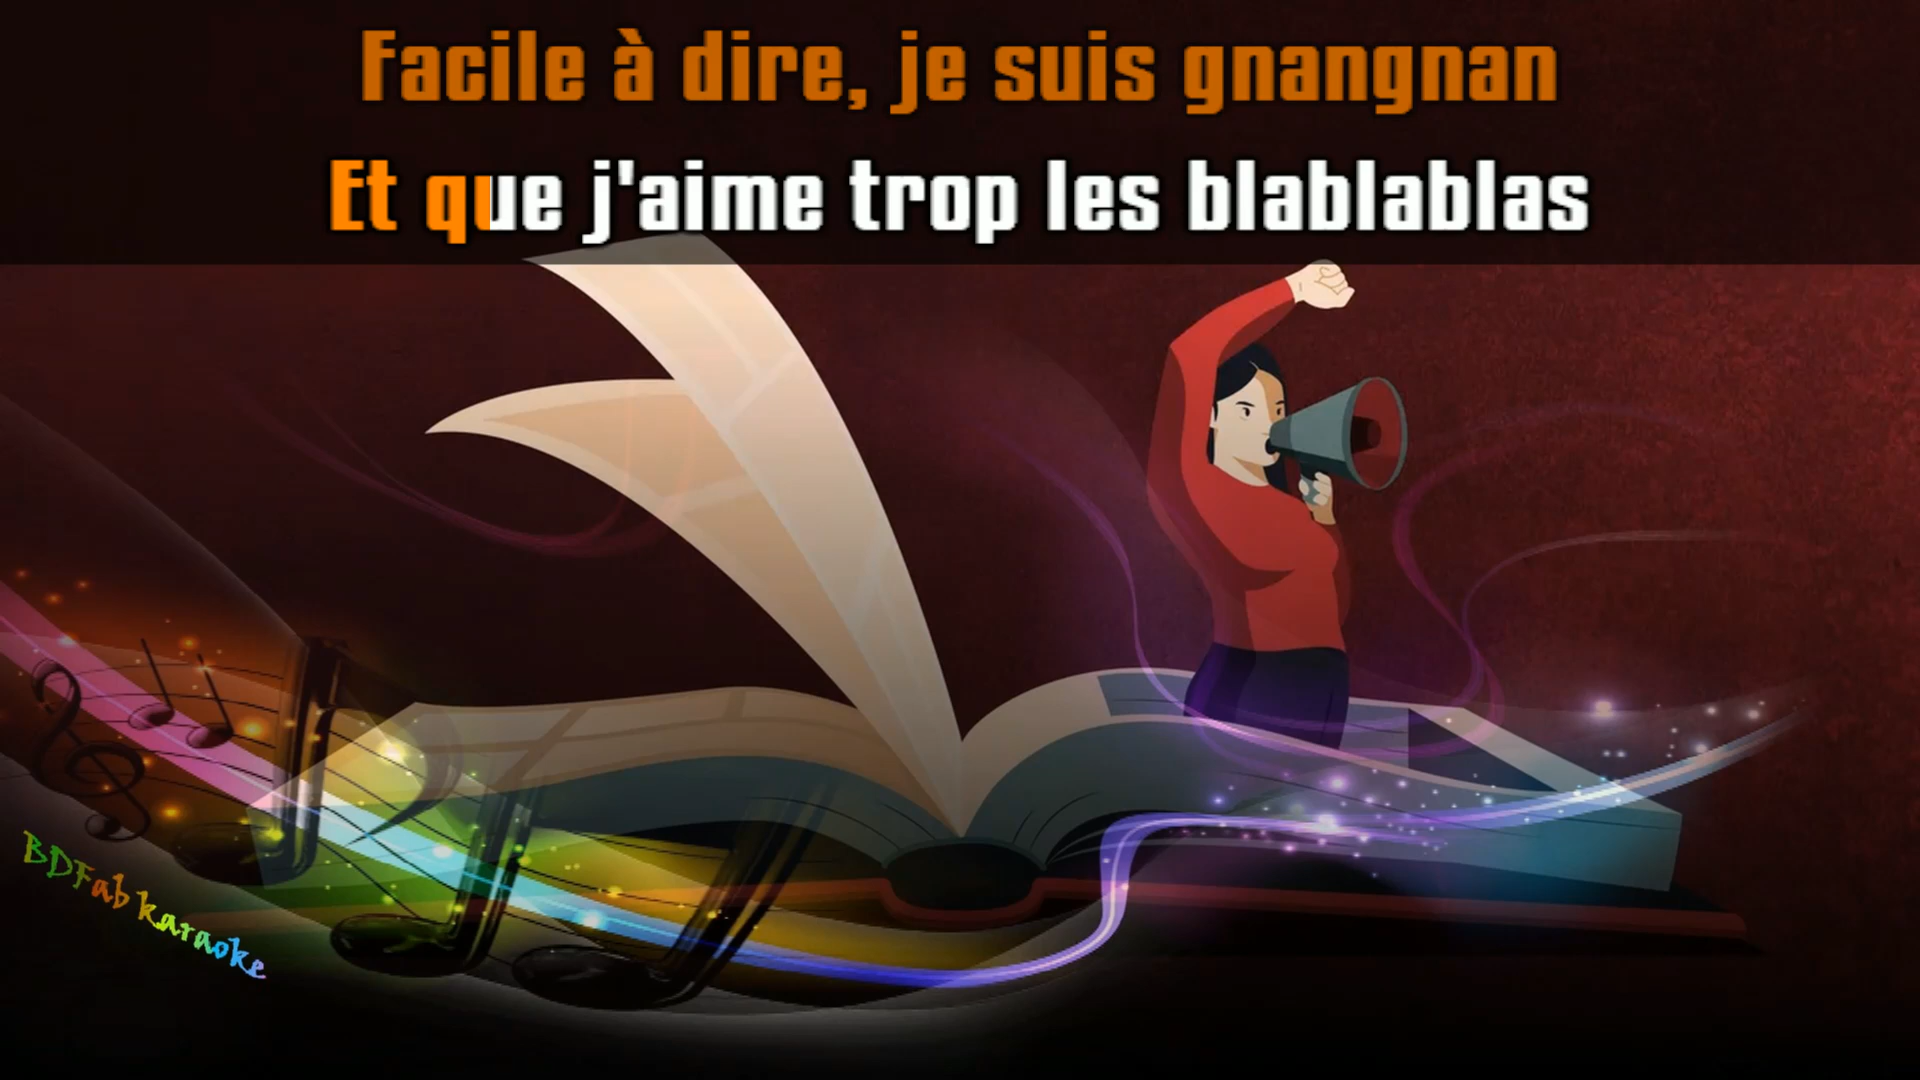 Facile à dire, je suis gnangnan
Et que j'aime trop les blablablas
BDFab karaoke